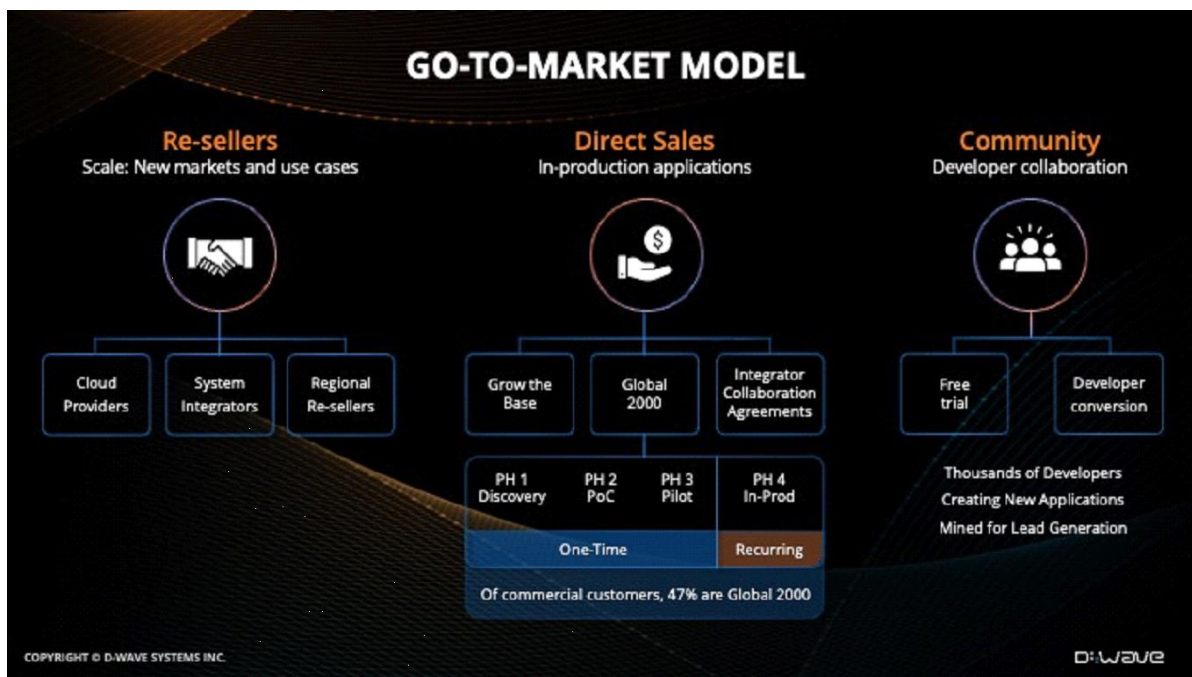 GO-TO-MARKET MODEL
Re-sellers
Scale: New markets and use cases
Cloud
Providers
System
Integrators
Regional
Re-sellers
Direct Sales
In-production applications
$
Grow the
Base
Global
2000
Integrator
Collaboration
Agreements
PH 1
Discovery
PH 2
PoC
PH 3
Pilot
PH 4
In-Prod
One-Time
Recurring
Of commercial customers, 47% are Global 2000
Community
Developer collaboration
Free
trial
Developer
conversion
Thousands of Developers
Creating New Applications
Mined for Lead Generation
COPYRIGHT © D-WAVE SYSTEMS INC.
D:WAVE